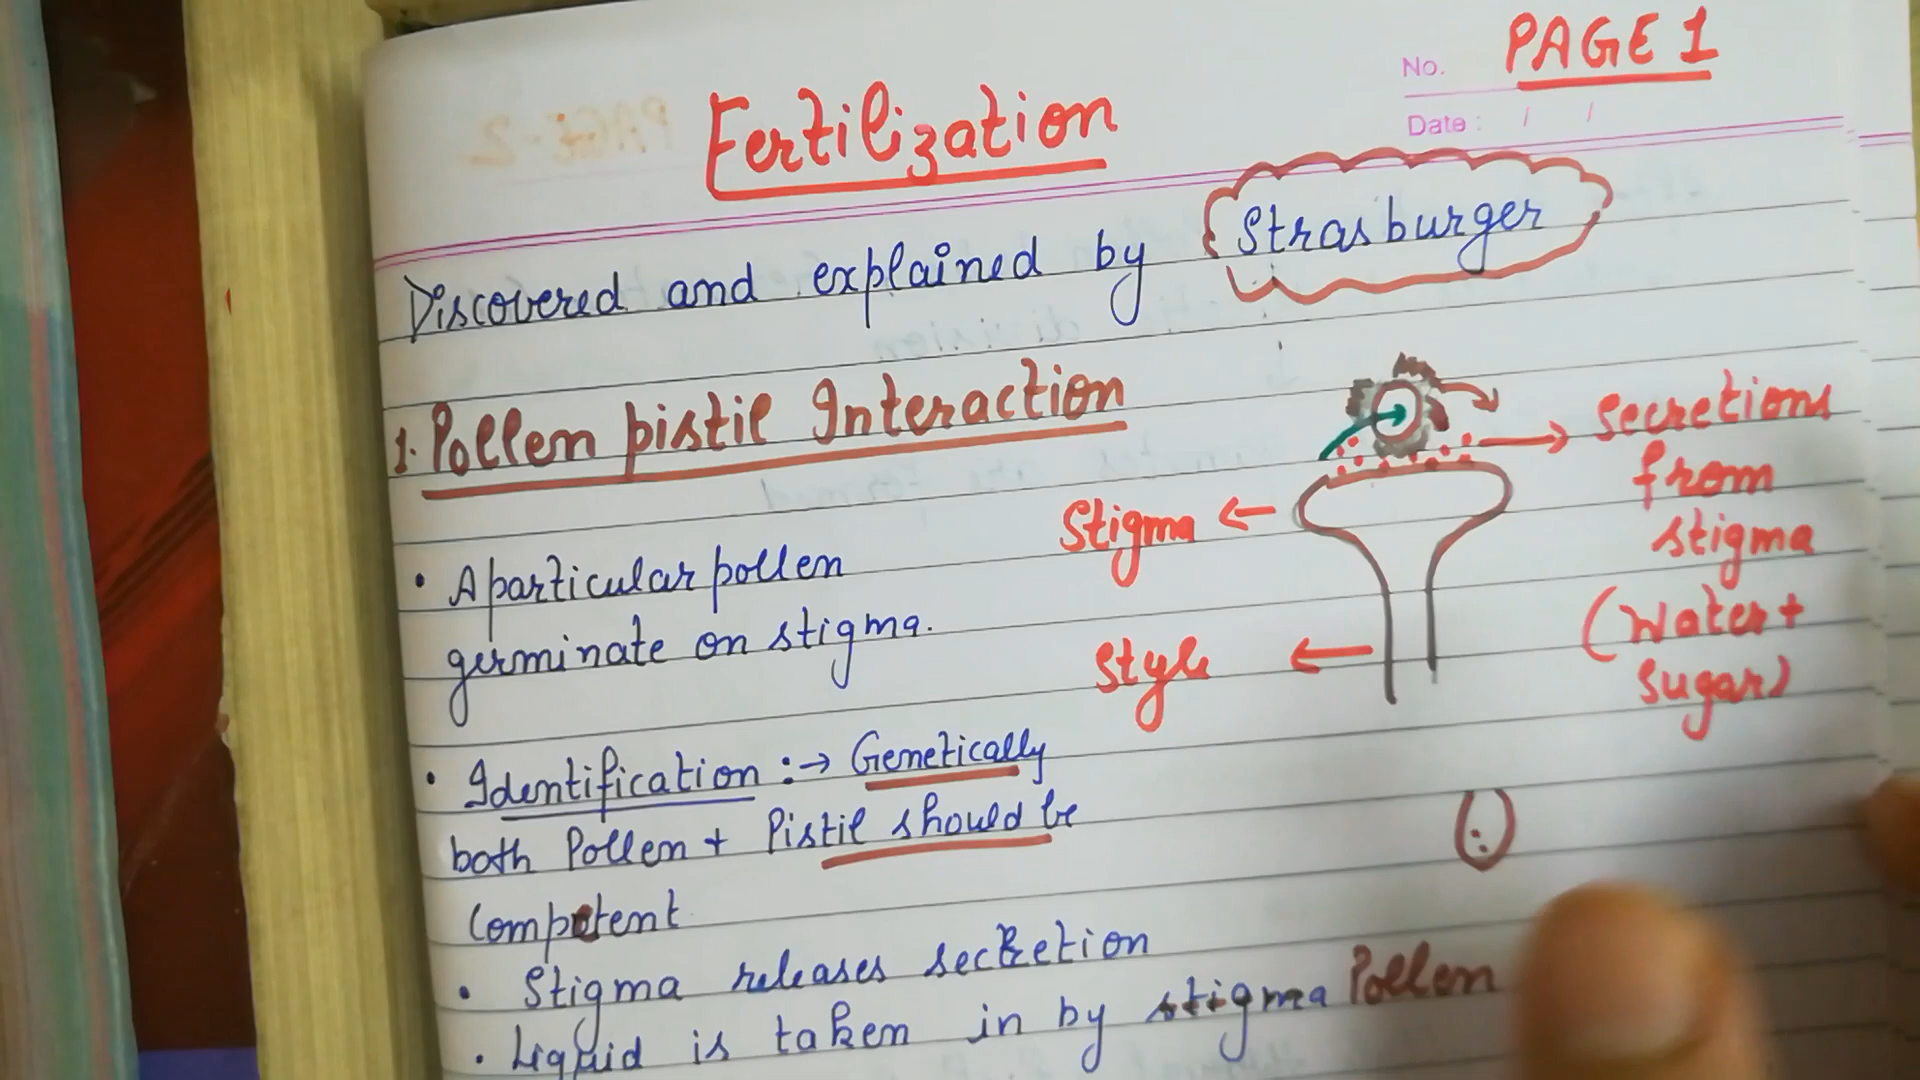 No. PAGE 1
Date: / /
Fertilization
Discovered and explained by Strasburger
1. Pollen pistil Interaction
Secretions
from
stigma
(Water+
sugar)
Stigma
Style
• A particular pollen
germinate on stigma.
• Identification :→ Genetically
both Pollen + Pistil should be
Competent
• Stigma releases secretion
• Liquid is taken in by stigma Pollen